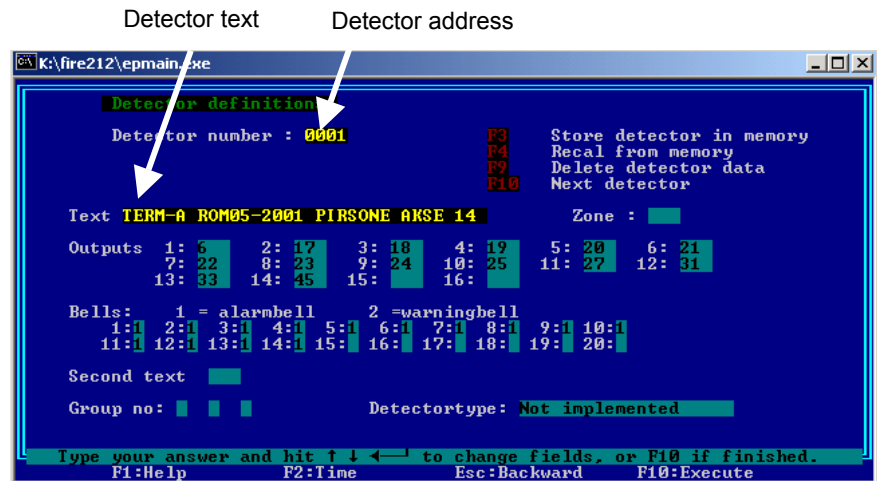 Detector text Detector address
K:\fire212\epmain.exe
Detector definition
Detector number : 0001 F3 Store detector in memory
F4 Recal from memory
F9 Delete detector data
F10 Next detector
Text TERM-A ROM05-2001 PIRSONE AKSE 14 Zone :
Outputs 1: 6 2: 17 3: 18 4: 19 5: 20 6: 21
7: 22 8: 23 9: 24 10: 25 11: 27 12: 31
13: 33 14: 45 15: 16:
Bells: 1 = alarmbell 2 =warningbell
1:1 2:1 3:1 4:1 5:1 6:1 7:1 8:1 9:1 10:1
11:1 12:1 13:1 14:1 15: 16: 17: 18: 19: 20:
Second text
Group no: Detectortype: Not implemented
Type your answer and hit ↑ ↓ ←┘ to change fields, or F10 if finished.
F1:Help F2:Time Esc:Backward F10:Execute